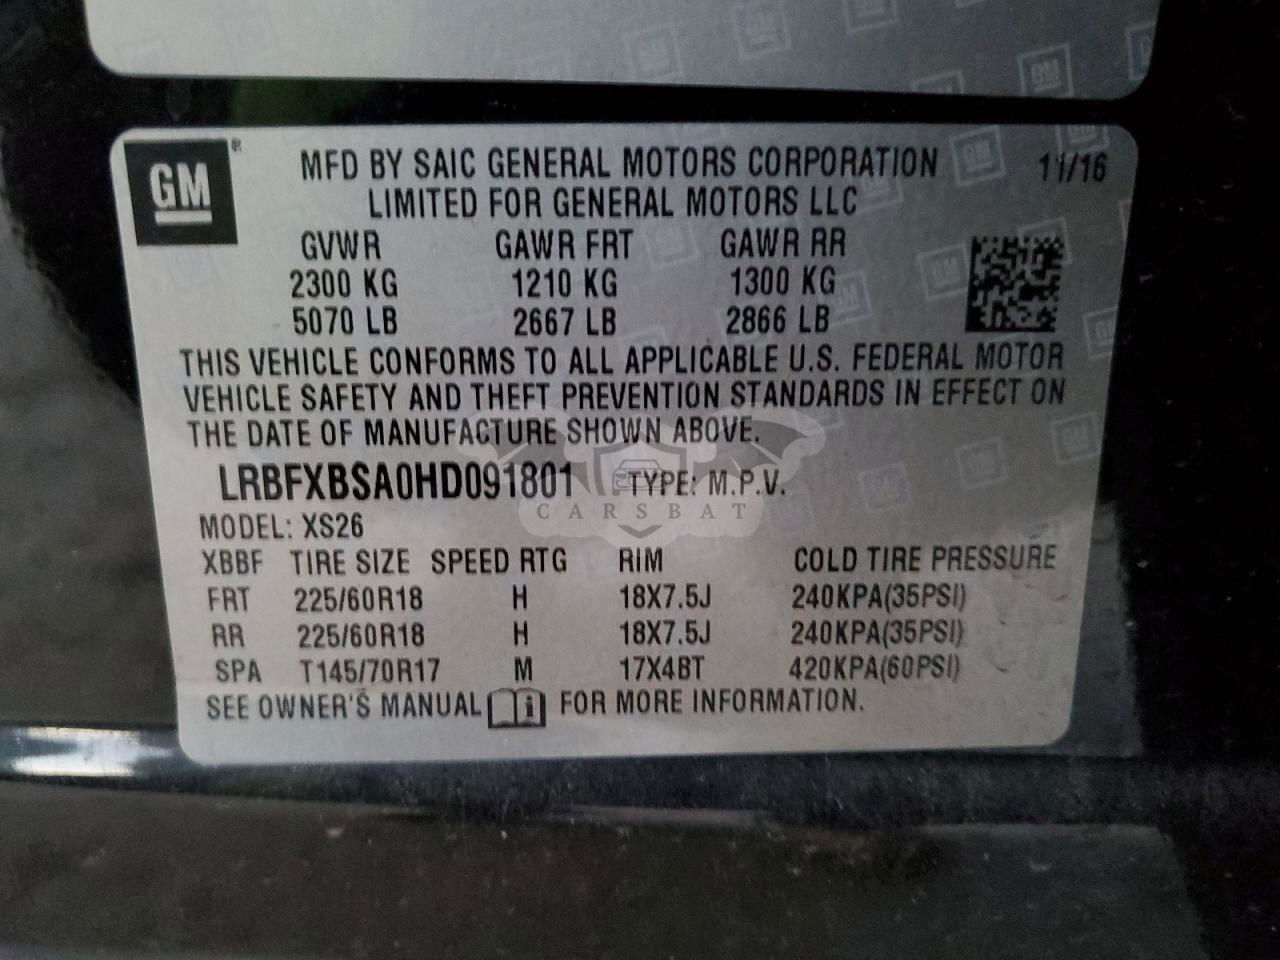 GM®
MFD BY SAIC GENERAL MOTORS CORPORATION 11/16
LIMITED FOR GENERAL MOTORS LLC
GVWR GAWR FRT GAWR RR
2300 KG 1210 KG 1300 KG
5070 LB 2667 LB 2866 LB
THIS VEHICLE CONFORMS TO ALL APPLICABLE U.S. FEDERAL MOTOR
VEHICLE SAFETY AND THEFT PREVENTION STANDARDS IN EFFECT ON
THE DATE OF MANUFACTURE SHOWN ABOVE.
LRBFXBSA0HD091801 TYPE: M.P.V.
CARSBAT
MODEL: XS26
XBBF TIRE SIZE SPEED RTG RIM COLD TIRE PRESSURE
FRT 225/60R18 H 18X7.5J 240KPA(35PSI)
RR 225/60R18 H 18X7.5J 240KPA(35PSI)
SPA T145/70R17 M 17X4BT 420KPA(60PSI)
SEE OWNER'S MANUAL FOR MORE INFORMATION.